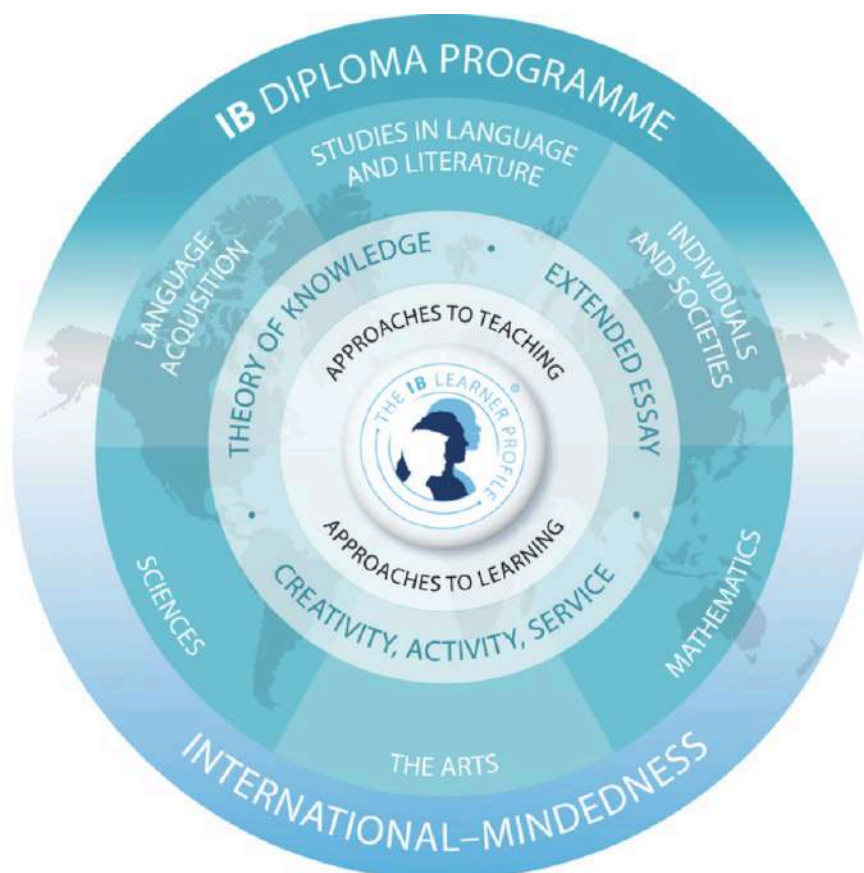 IB DIPLOMA PROGRAMME
STUDIES IN LANGUAGE
AND LITERATURE
LANGUAGE
ACQUISITION
INDIVIDUALS
AND SOCIETIES
THEORY OF KNOWLEDGE
•
EXTENDED ESSAY
•
APPROACHES TO TEACHING
THE IB LEARNER PROFILE®
APPROACHES TO LEARNING
•
CREATIVITY, ACTIVITY, SERVICE
SCIENCES
MATHEMATICS
THE ARTS
INTERNATIONAL–MINDEDNESS